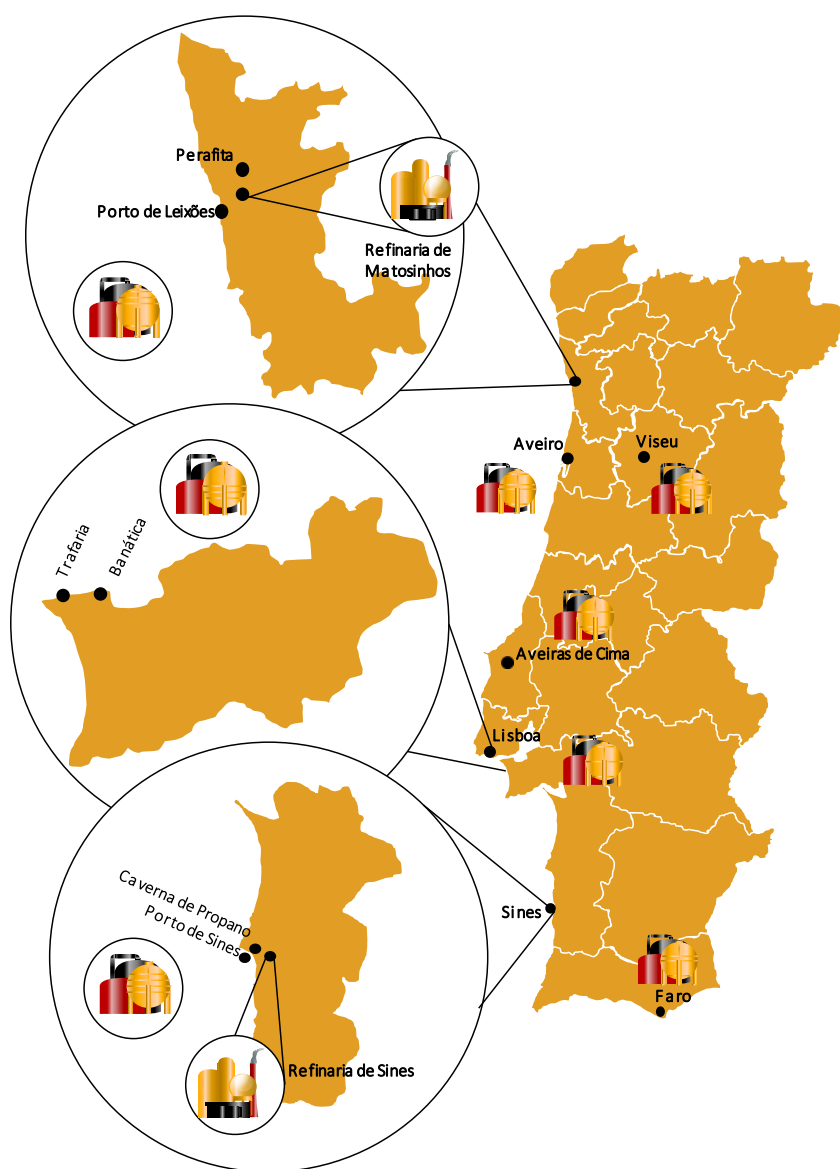 Perafita
Porto de Leixões
Refinaria de
Matosinhos
Aveiro
Viseu
Trafaria
Banática
Aveiras de Cima
Lisboa
Caverna de Propano
Porto de Sines
Sines
Refinaria de Sines
Faro